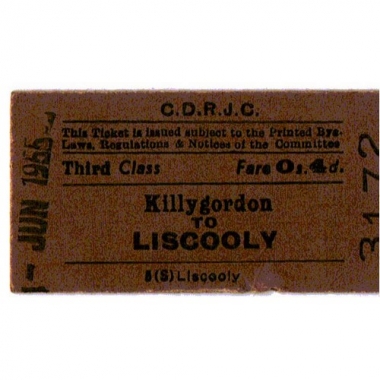 C.D.R.J.C.
This Ticket is issued subject to the Printed Bye-
Laws, Regulations & Notices of the Committee
Third Class Fare 0s. 4d.
Killygordon
TO
LISCOOLY
(S) Liscooly
JUN 1955
3172